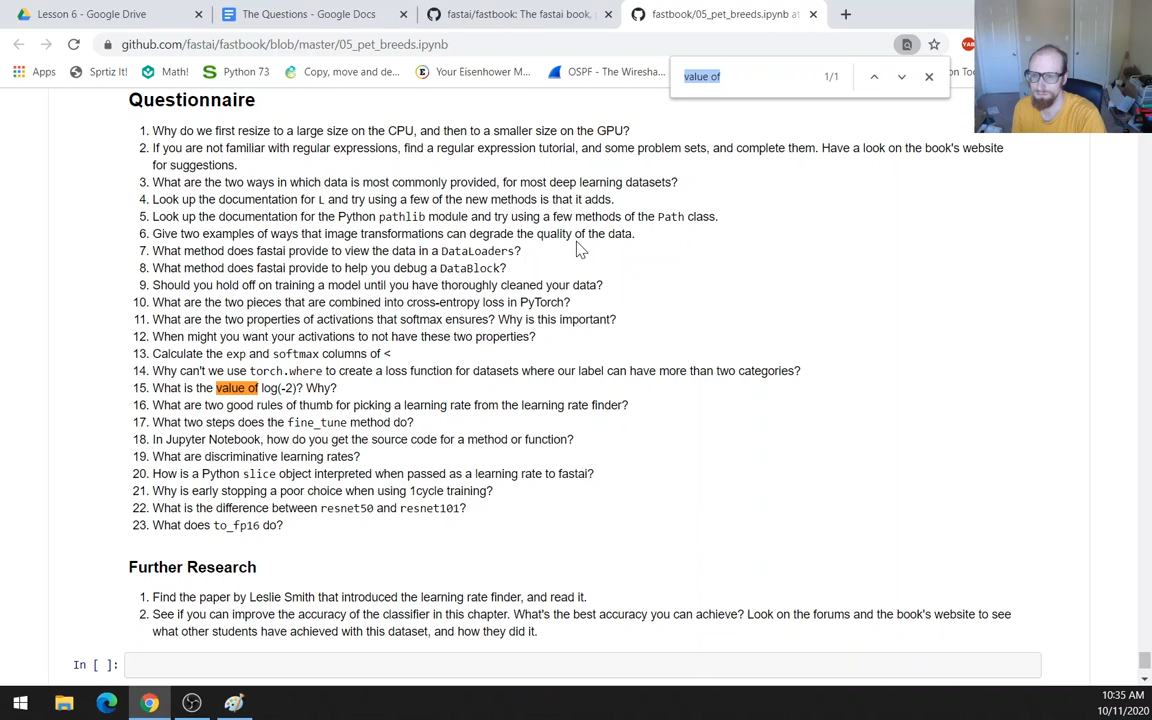 Lesson 6 - Google Drive
The Questions - Google Docs
fastai/fastbook: The fastai book,
fastbook/05_pet_breeds.ipynb at
github.com/fastai/fastbook/blob/master/05_pet_breeds.ipynb
Apps
Sprtiz It!
Math!
Python 73
Copy, move and de...
Your Eisenhower M...
OSPF - The Wiresha...
value of
1/1
Questionnaire
1. Why do we first resize to a large size on the CPU, and then to a smaller size on the GPU?
2. If you are not familiar with regular expressions, find a regular expression tutorial, and some problem sets, and complete them. Have a look on the book's website
for suggestions.
3. What are the two ways in which data is most commonly provided, for most deep learning datasets?
4. Look up the documentation for L and try using a few of the new methods is that it adds.
5. Look up the documentation for the Python pathlib module and try using a few methods of the Path class.
6. Give two examples of ways that image transformations can degrade the quality of the data.
7. What method does fastai provide to view the data in a DataLoaders?
8. What method does fastai provide to help you debug a DataBlock?
9. Should you hold off on training a model until you have thoroughly cleaned your data?
10. What are the two pieces that are combined into cross-entropy loss in PyTorch?
11. What are the two properties of activations that softmax ensures? Why is this important?
12. When might you want your activations to not have these two properties?
13. Calculate the exp and softmax columns of <
14. Why can't we use torch.where to create a loss function for datasets where our label can have more than two categories?
15. What is the value of log(-2)? Why?
16. What are two good rules of thumb for picking a learning rate from the learning rate finder?
17. What two steps does the fine_tune method do?
18. In Jupyter Notebook, how do you get the source code for a method or function?
19. What are discriminative learning rates?
20. How is a Python slice object interpreted when passed as a learning rate to fastai?
21. Why is early stopping a poor choice when using 1cycle training?
22. What is the difference between resnet50 and resnet101?
23. What does to_fp16 do?
Further Research
1. Find the paper by Leslie Smith that introduced the learning rate finder, and read it.
2. See if you can improve the accuracy of the classifier in this chapter. What's the best accuracy you can achieve? Look on the forums and the book's website to see
what other students have achieved with this dataset, and how they did it.
In [ ]:
10:35 AM
10/11/2020